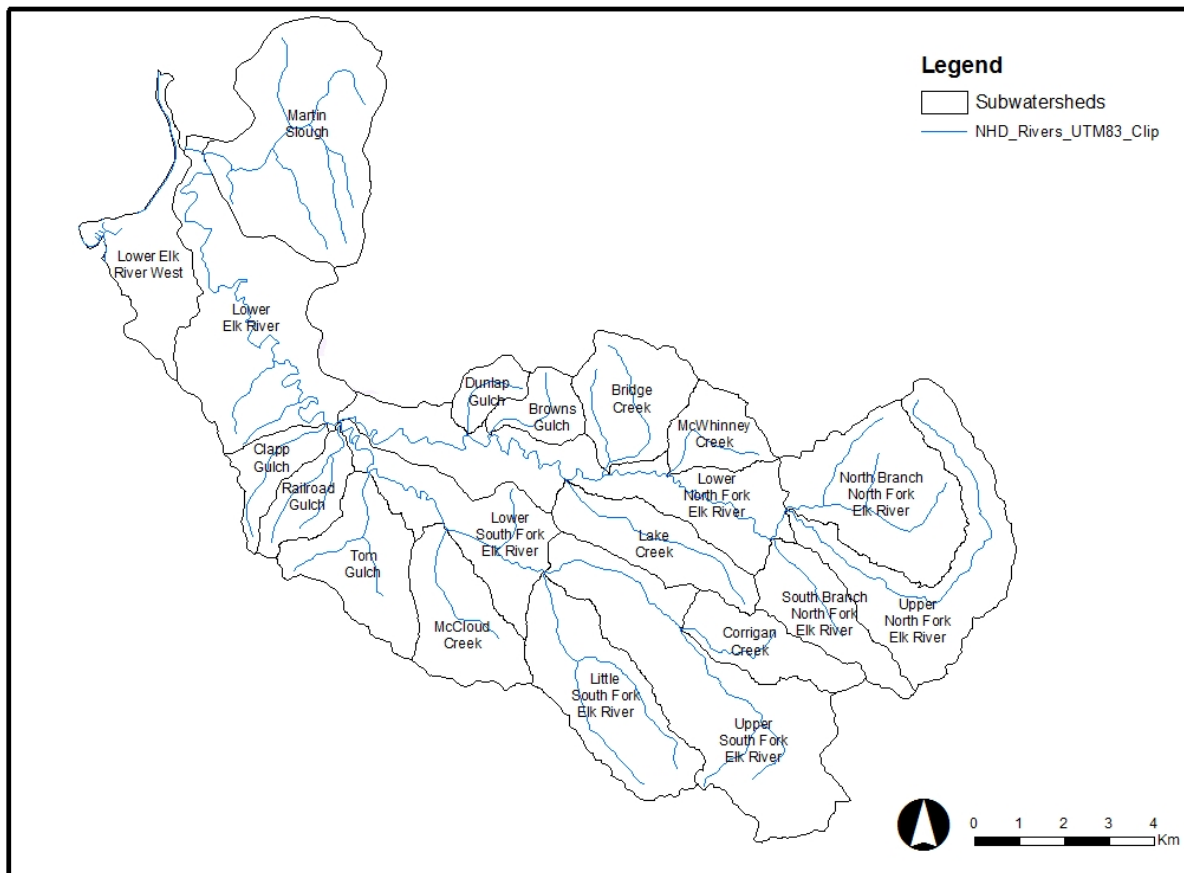 Legend
Subwatersheds
NHD_Rivers_UTM83_Clip
Martin
Slough
Lower Elk
River West
Lower
Elk River
Dunlap
Gulch
Browns
Gulch
Bridge
Creek
McWhinney
Creek
Clapp
Gulch
Railroad
Gulch
Tom
Gulch
Lower
South Fork
Elk River
Lower
North Fork
Elk River
North Branch
North Fork
Elk River
Lake
Creek
McCloud
Creek
South Branch
North Fork
Elk River
Upper
North Fork
Elk River
Corrigan
Creek
Little
South Fork
Elk River
Upper
South Fork
Elk River
0 1 2 3 4
Km